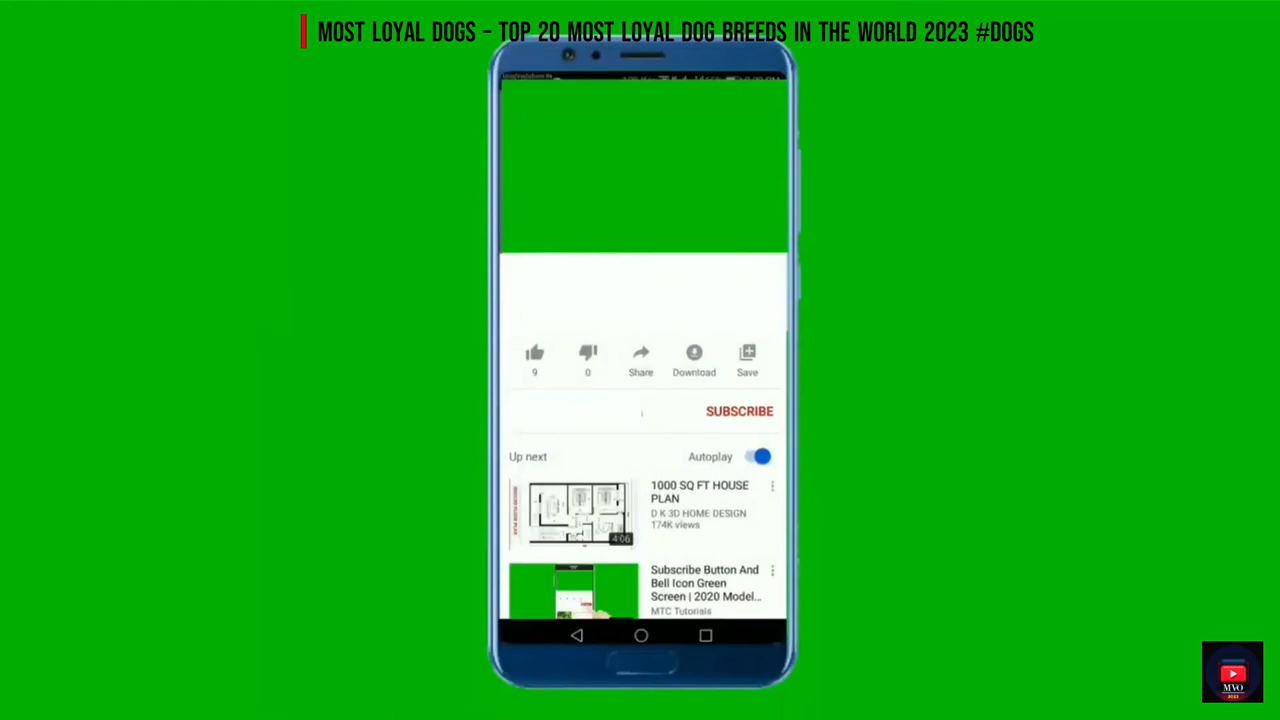 MOST LOYAL DOGS - TOP 20 MOST LOYAL DOG BREEDS IN THE WORLD 2023 #DOGS
9
0
Share
Download
Save
SUBSCRIBE
Up next
Autoplay
1000 SQ FT HOUSE
PLAN
D K 3D HOME DESIGN
174K views
4:06
Subscribe Button And
Bell Icon Green
Screen | 2020 Model...
MTC Tutorials
MVO
2023